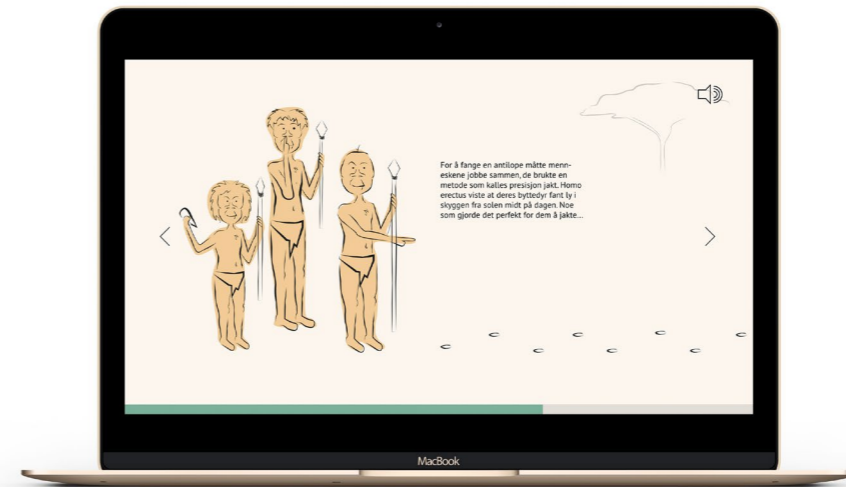 For å fange en antilope måtte menn-
eskene jobbe sammen, de brukte en
metode som kalles presisjon jakt. Homo
erectus viste at deres byttedyr fant ly i
skyggen fra solen midt på dagen. Noe
som gjorde det perfekt for dem å jakte...
MacBook